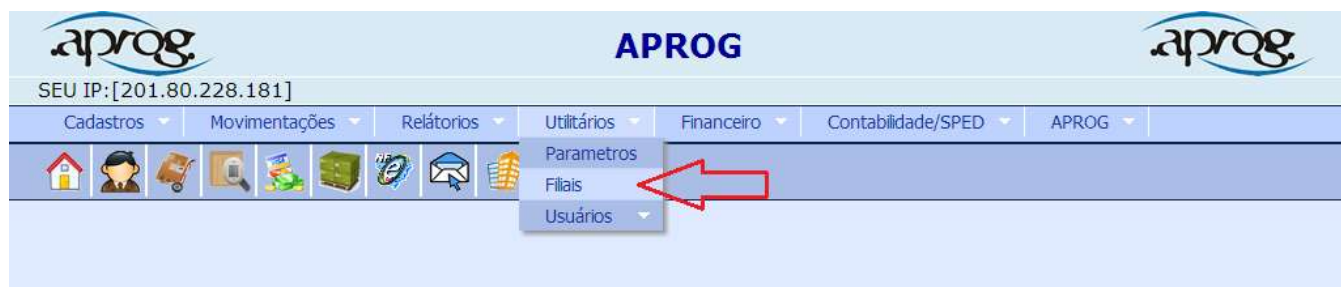 .aprog. APROG .aprog.
SEU IP:[201.80.228.181]
Cadastros Movimentações Relátorios Utilitários Financeiro Contabilidade/SPED APROG
Parametros
Filiais
Usuários